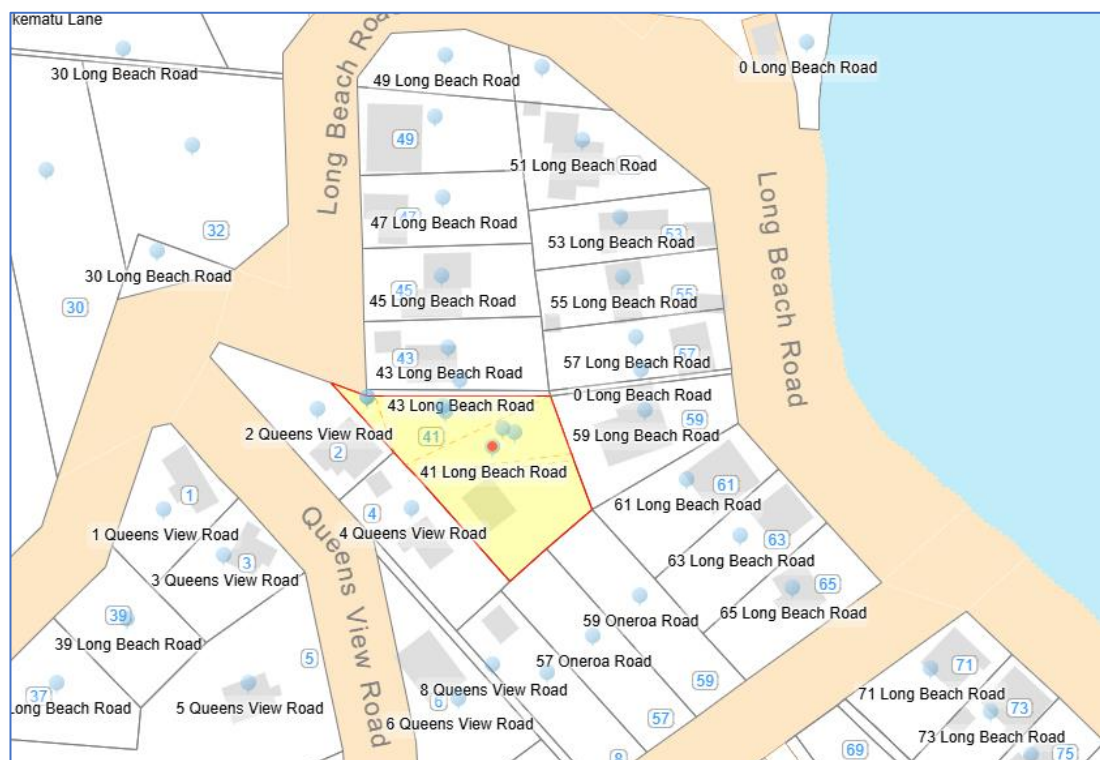 kematu Lane
30 Long Beach Road
Long Beach Road
49 Long Beach Road
0 Long Beach Road
49
51 Long Beach Road
47 Long Beach Road
47
32
53 Long Beach Road
53
30 Long Beach Road
30
45 Long Beach Road
45
55 Long Beach Road
55
Long Beach Road
43
43 Long Beach Road
57 Long Beach Road
57
0 Long Beach Road
43 Long Beach Road
41
59 Long Beach Road
59
2 Queens View Road
2
41 Long Beach Road
61
61 Long Beach Road
1
1 Queens View Road
4
4 Queens View Road
63
63 Long Beach Road
3
3 Queens View Road
Queens View Road
65
65 Long Beach Road
39
39 Long Beach Road
59 Oneroa Road
57 Oneroa Road
5
5 Queens View Road
37
Long Beach Road
8 Queens View Road
6
6 Queens View Road
59
57
8
71
71 Long Beach Road
73
73 Long Beach Road
69
75